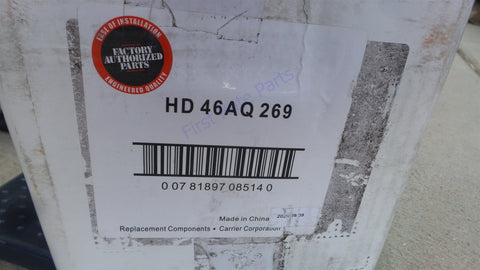 EASE OF INSTALLATION
FACTORY
AUTHORIZED
PARTS
ENGINEERED QUALITY
HD 46AQ 269
0 07 81897 08514 0
Made in China
Replacement Components • Carrier Corporation